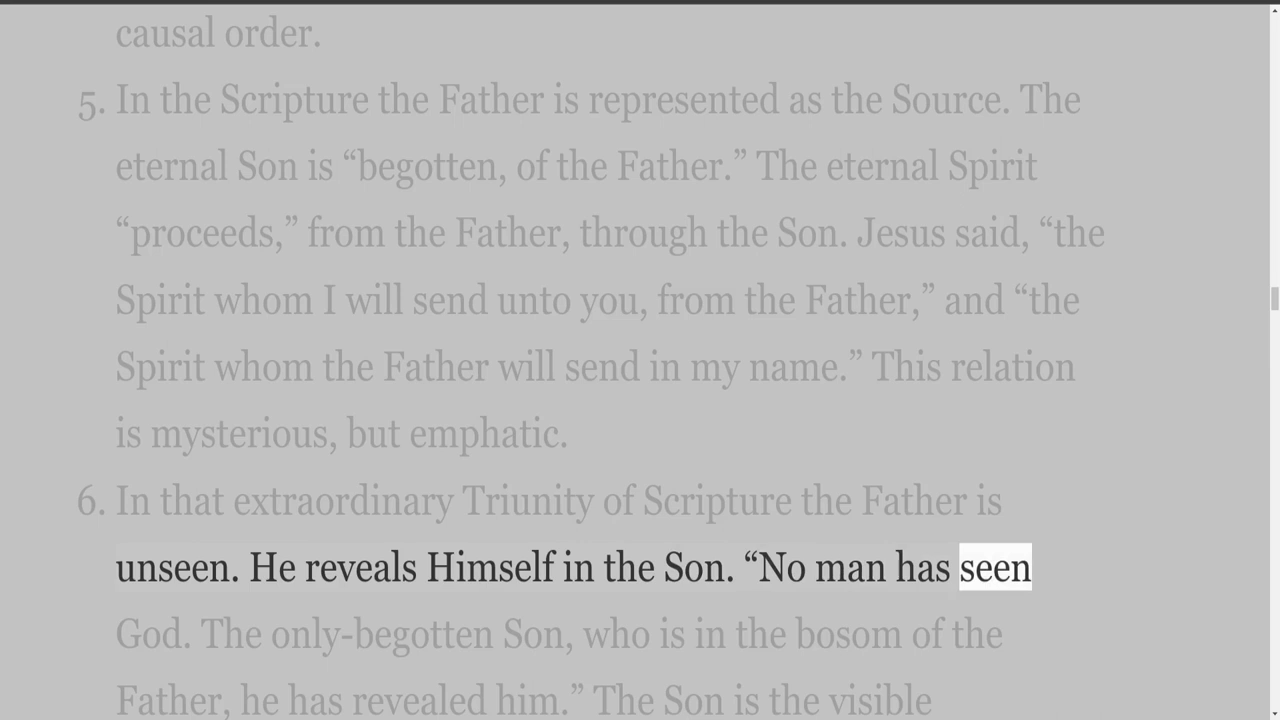 causal order.
5. In the Scripture the Father is represented as the Source. The
eternal Son is “begotten, of the Father.” The eternal Spirit
“proceeds,” from the Father, through the Son. Jesus said, “the
Spirit whom I will send unto you, from the Father,” and “the
Spirit whom the Father will send in my name.” This relation
is mysterious, but emphatic.
6. In that extraordinary Triunity of Scripture the Father is
unseen. He reveals Himself in the Son. “No man has seen
God. The only-begotten Son, who is in the bosom of the
Father, he has revealed him.” The Son is the visible